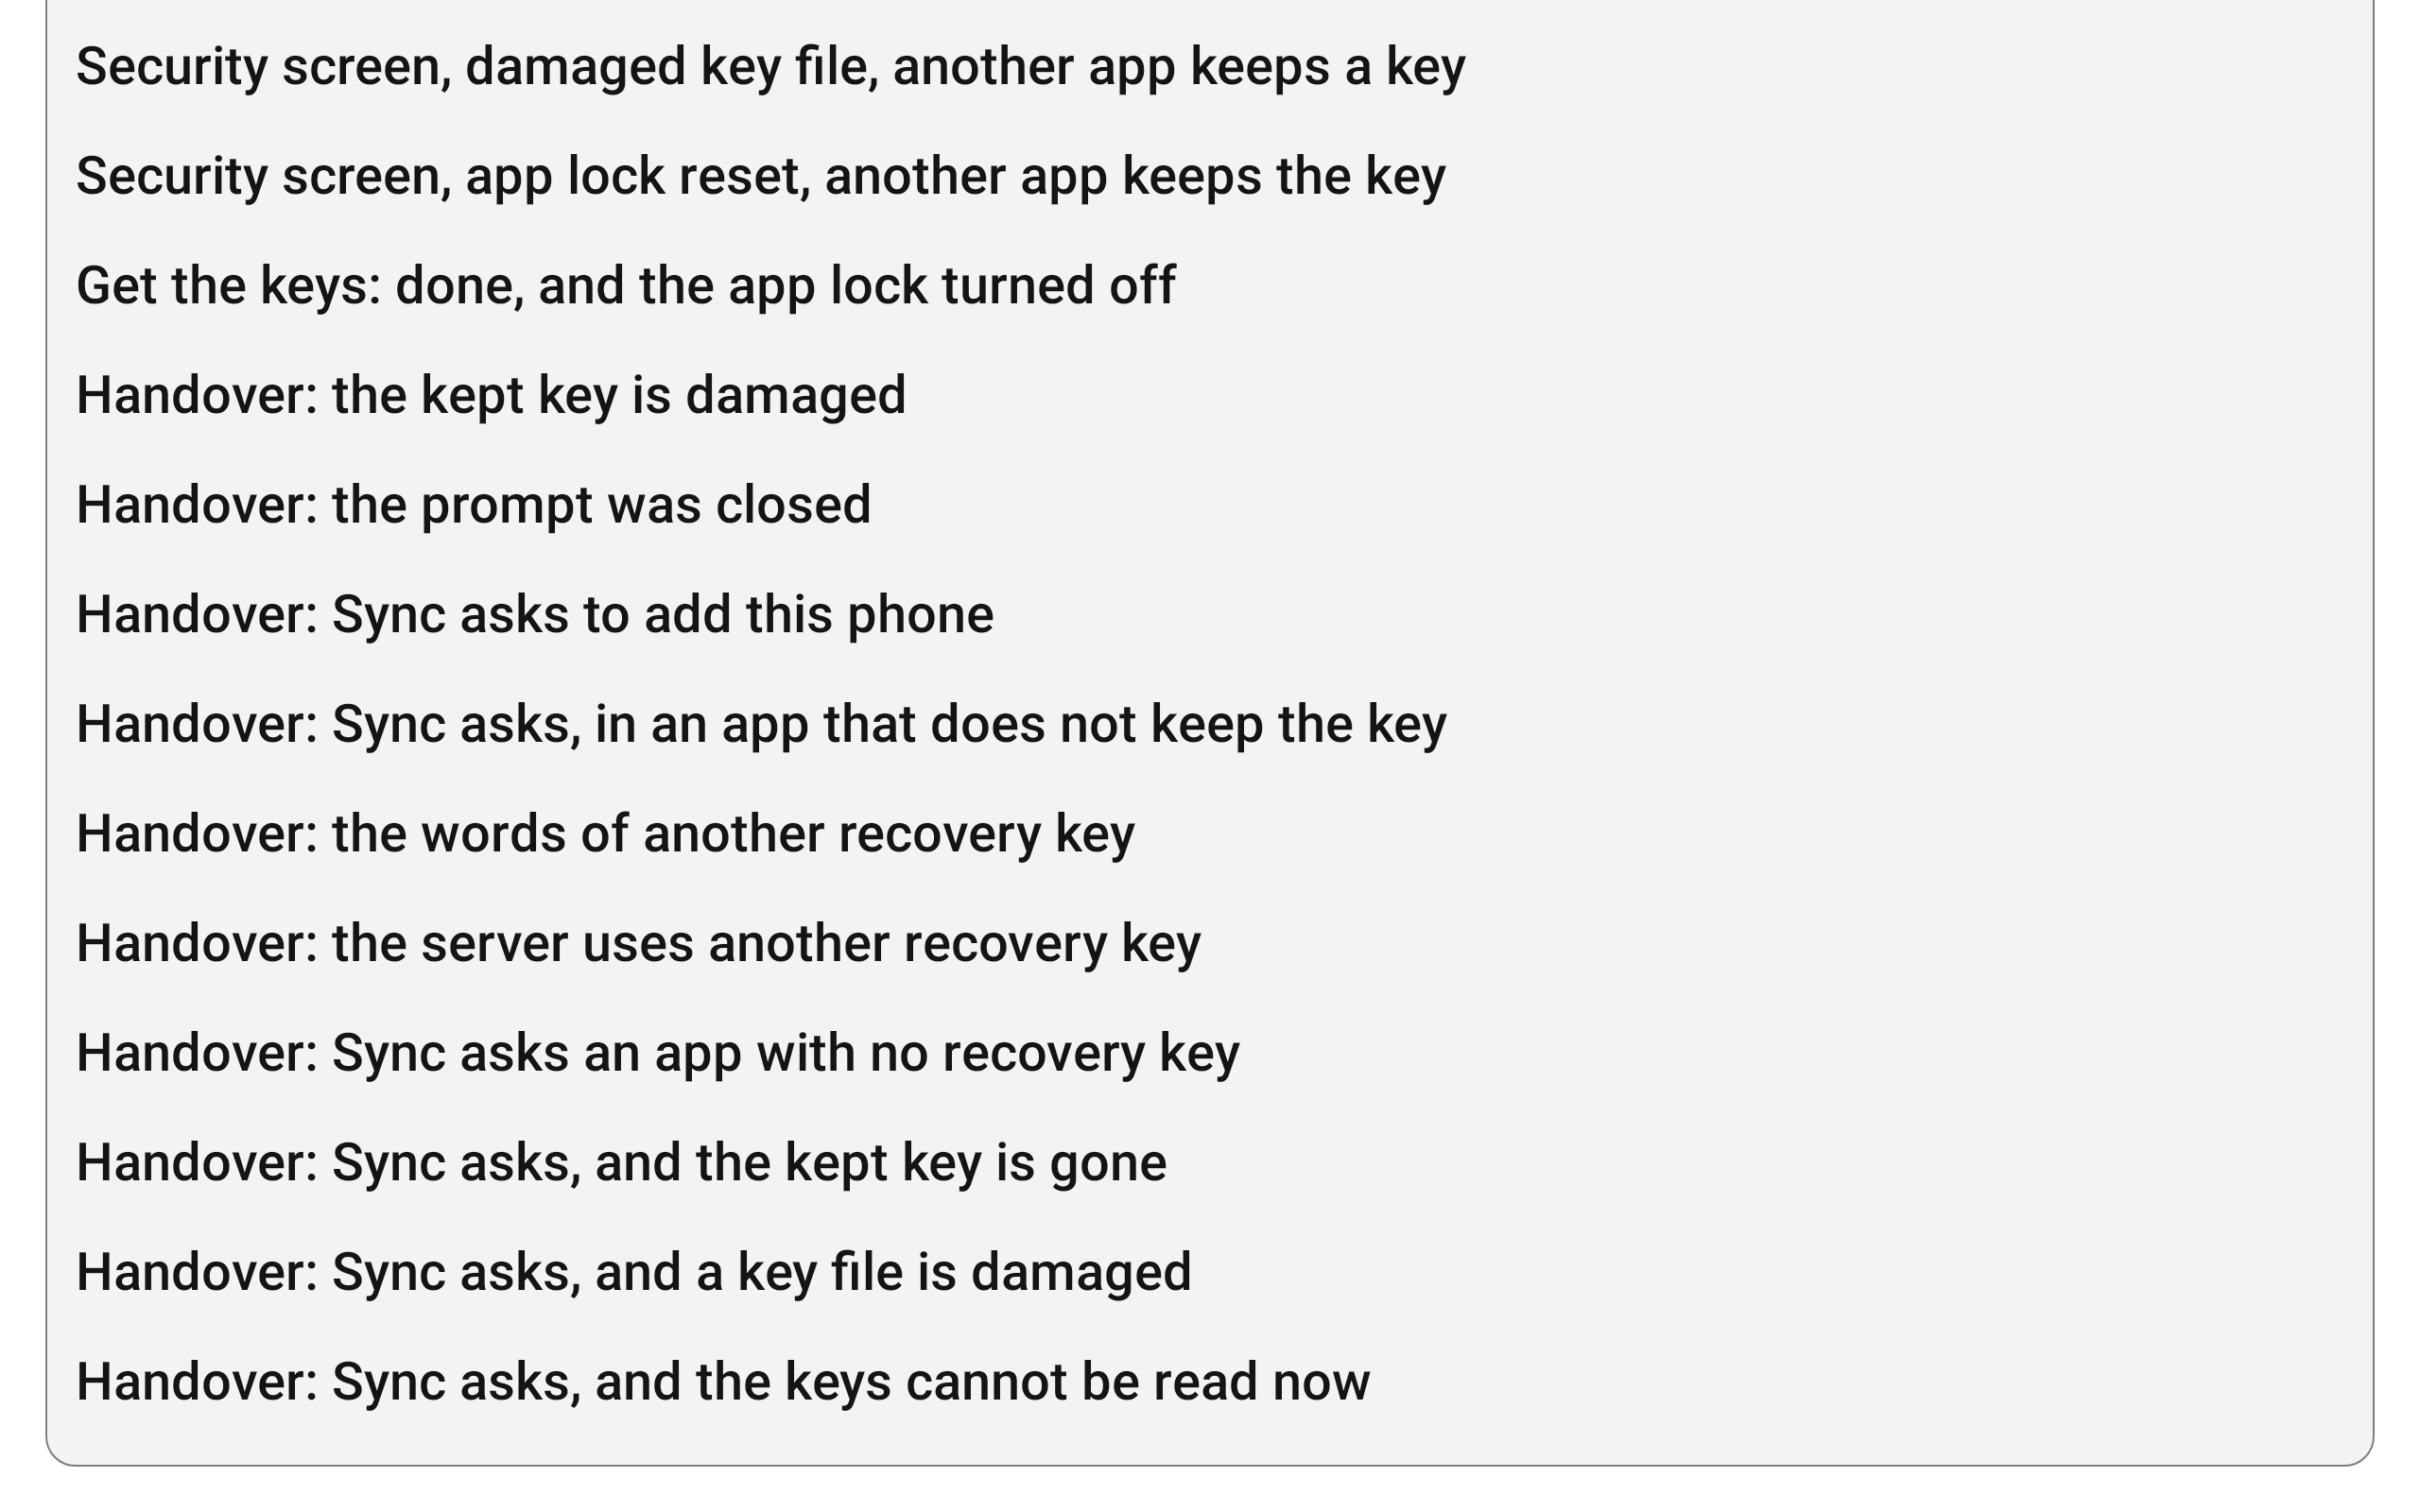 Security screen, damaged key file, another app keeps a key
Security screen, app lock reset, another app keeps the key
Get the keys: done, and the app lock turned off
Handover: the kept key is damaged
Handover: the prompt was closed
Handover: Sync asks to add this phone
Handover: Sync asks, in an app that does not keep the key
Handover: the words of another recovery key
Handover: the server uses another recovery key
Handover: Sync asks an app with no recovery key
Handover: Sync asks, and the kept key is gone
Handover: Sync asks, and a key file is damaged
Handover: Sync asks, and the keys cannot be read now